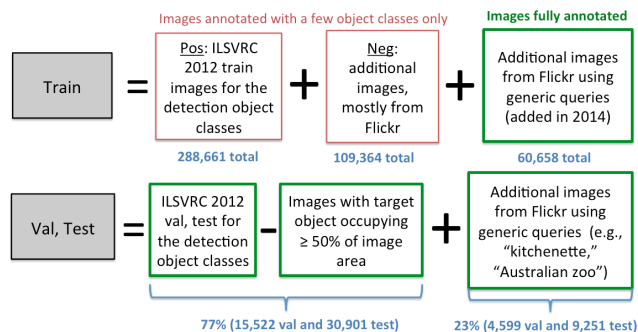 Images annotated with a few object classes only
Images fully annotated
Train
=
Pos: ILSVRC
2012 train
images for the
detection object
classes
+
Neg:
additional
images,
mostly from
Flickr
+
Additional images
from Flickr using
generic queries
(added in 2014)
288,661 total
109,364 total
60,658 total
Val, Test
=
ILSVRC 2012
val, test for
the detection
object classes
-
Images with target
object occupying
≥ 50% of image
area
+
Additional images
from Flickr using
generic queries (e.g.,
“kitchenette,”
“Australian zoo”)
77% (15,522 val and 30,901 test)
23% (4,599 val and 9,251 test)